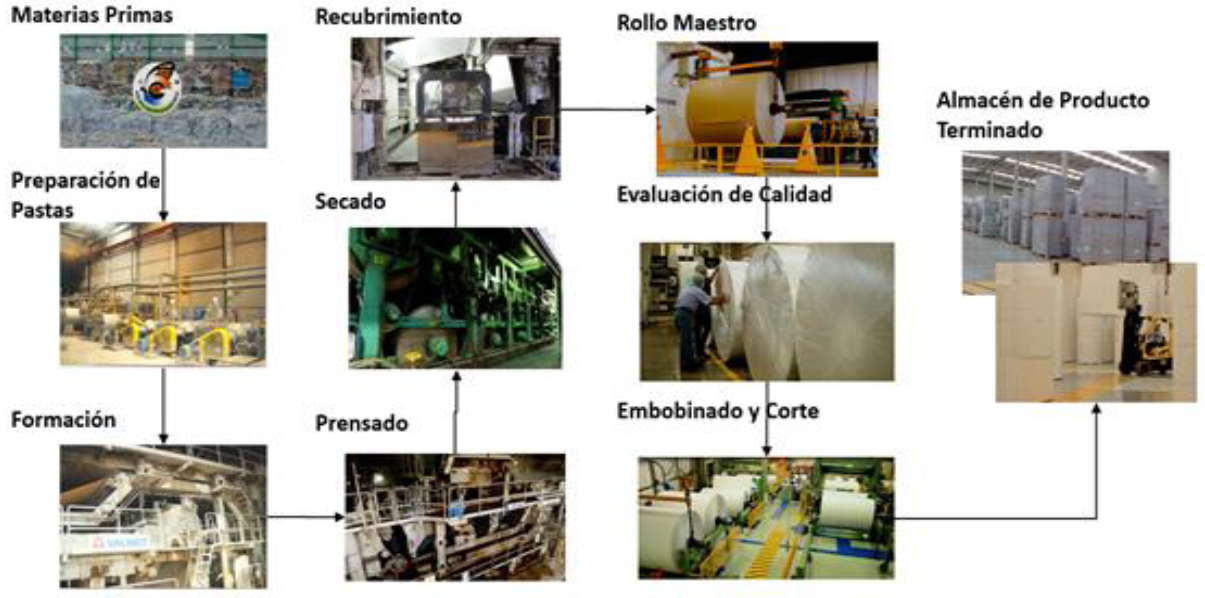 Materias Primas
Preparación de
Pastas
Formación
Prensado
Secado
Recubrimiento
Rollo Maestro
Evaluación de Calidad
Embobinado y Corte
Almacén de Producto
Terminado
VALMET